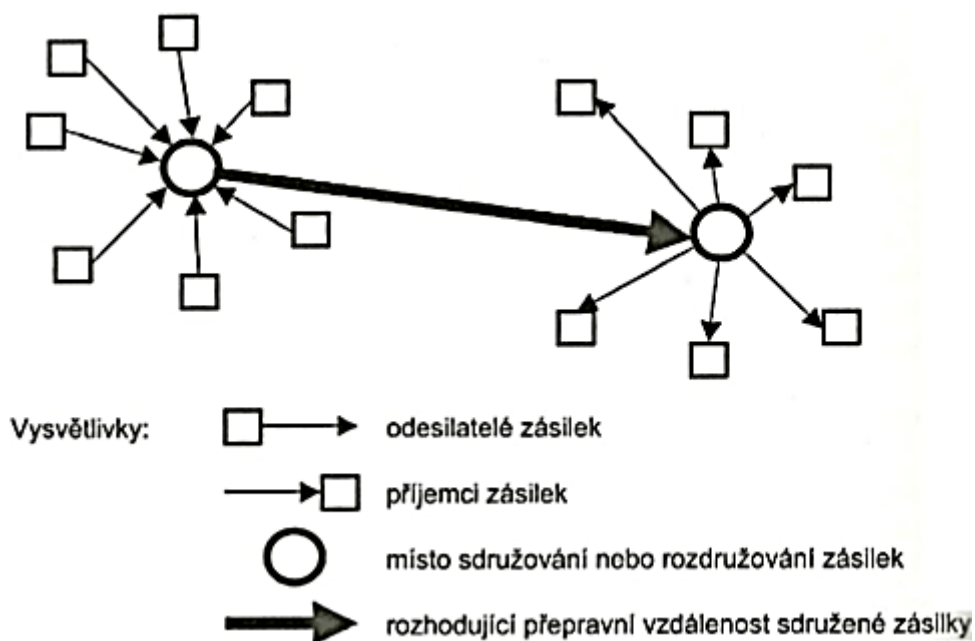 Vysvětlivky:
odesilatelé zásilek
příjemci zásilek
místo sdružování nebo rozdružování zásilek
rozhodující přepravní vzdálenost sdružené zásilky